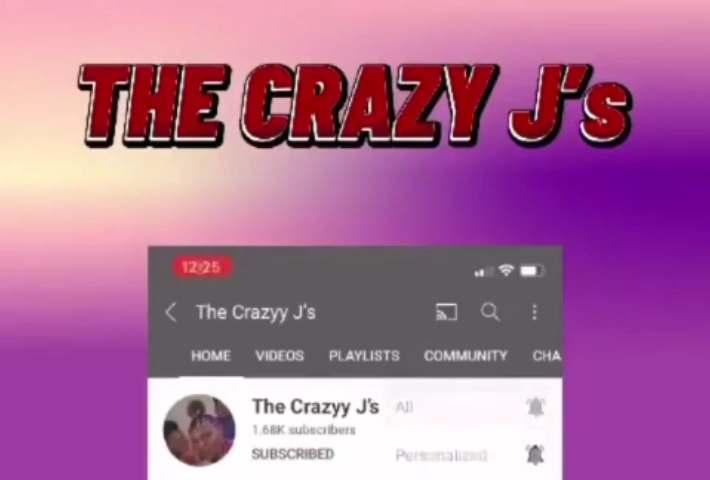 THE CRAZY J's
12:25
The Crazyy J's
HOME VIDEOS PLAYLISTS COMMUNITY CHA
The Crazyy J's All
1.68K subscribers
SUBSCRIBED Personalized